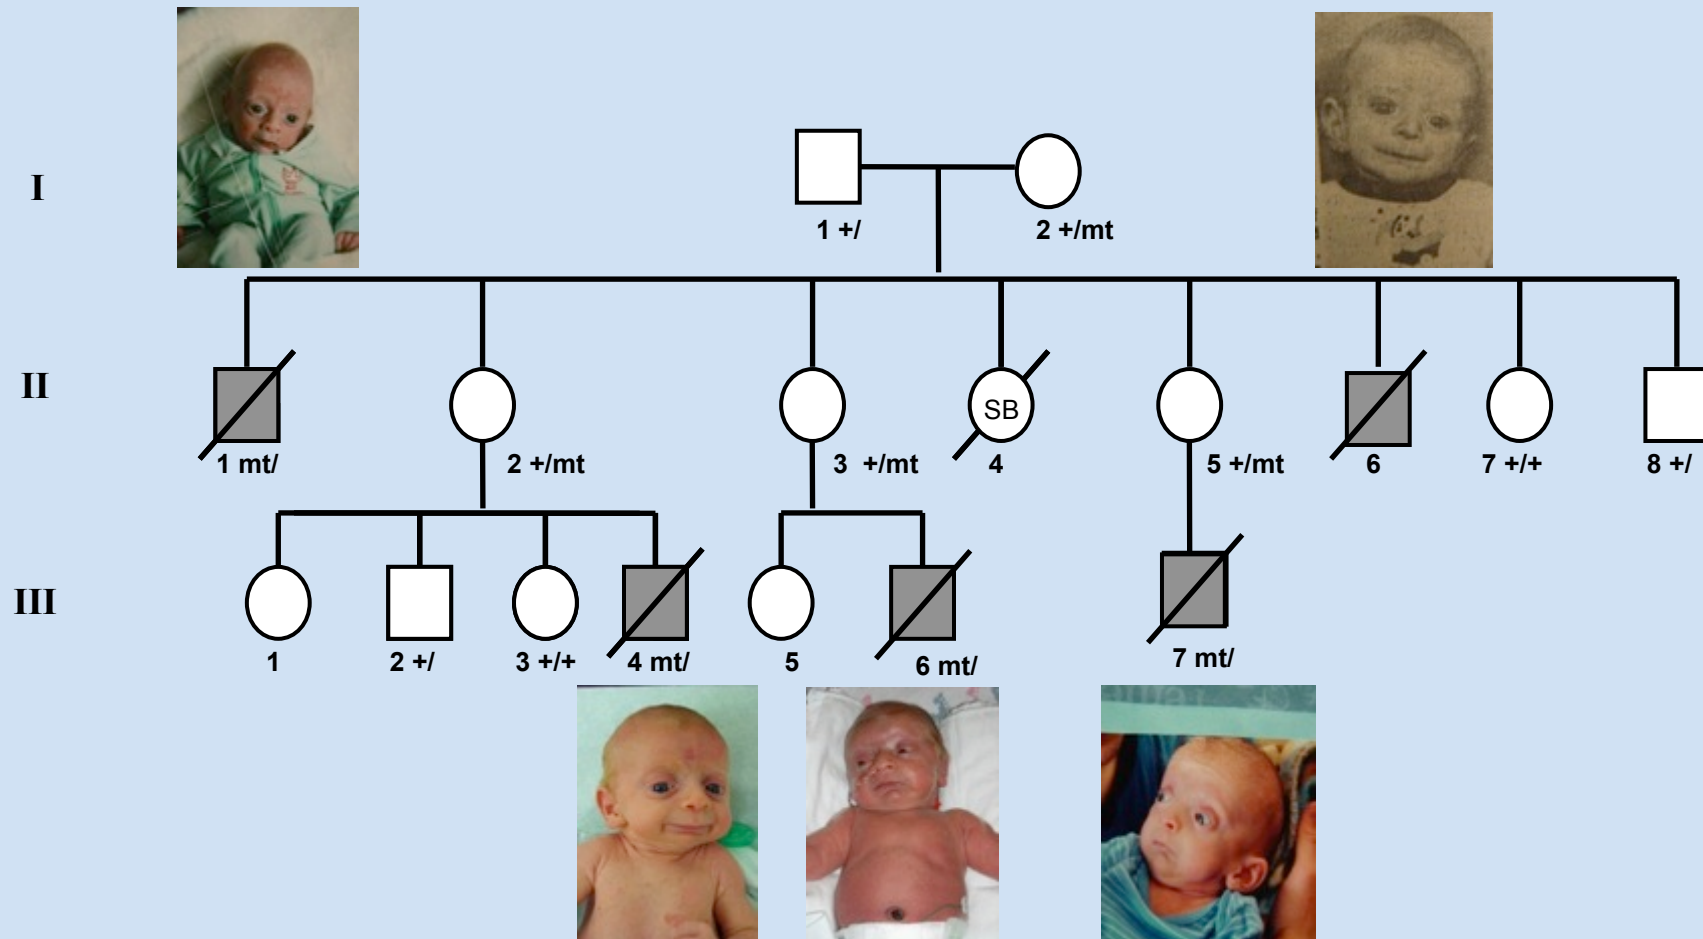 I
1 +/ 2 +/mt
II
SB
1 mt/ 2 +/mt 3 +/mt 4 5 +/mt 6 7 +/+ 8 +/
III
1 2 +/ 3 +/+ 4 mt/ 5 6 mt/ 7 mt/